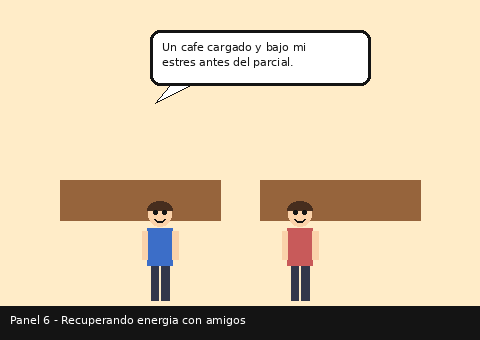 Un cafe cargado y bajo mi
estres antes del parcial.
Panel 6 - Recuperando energia con amigos